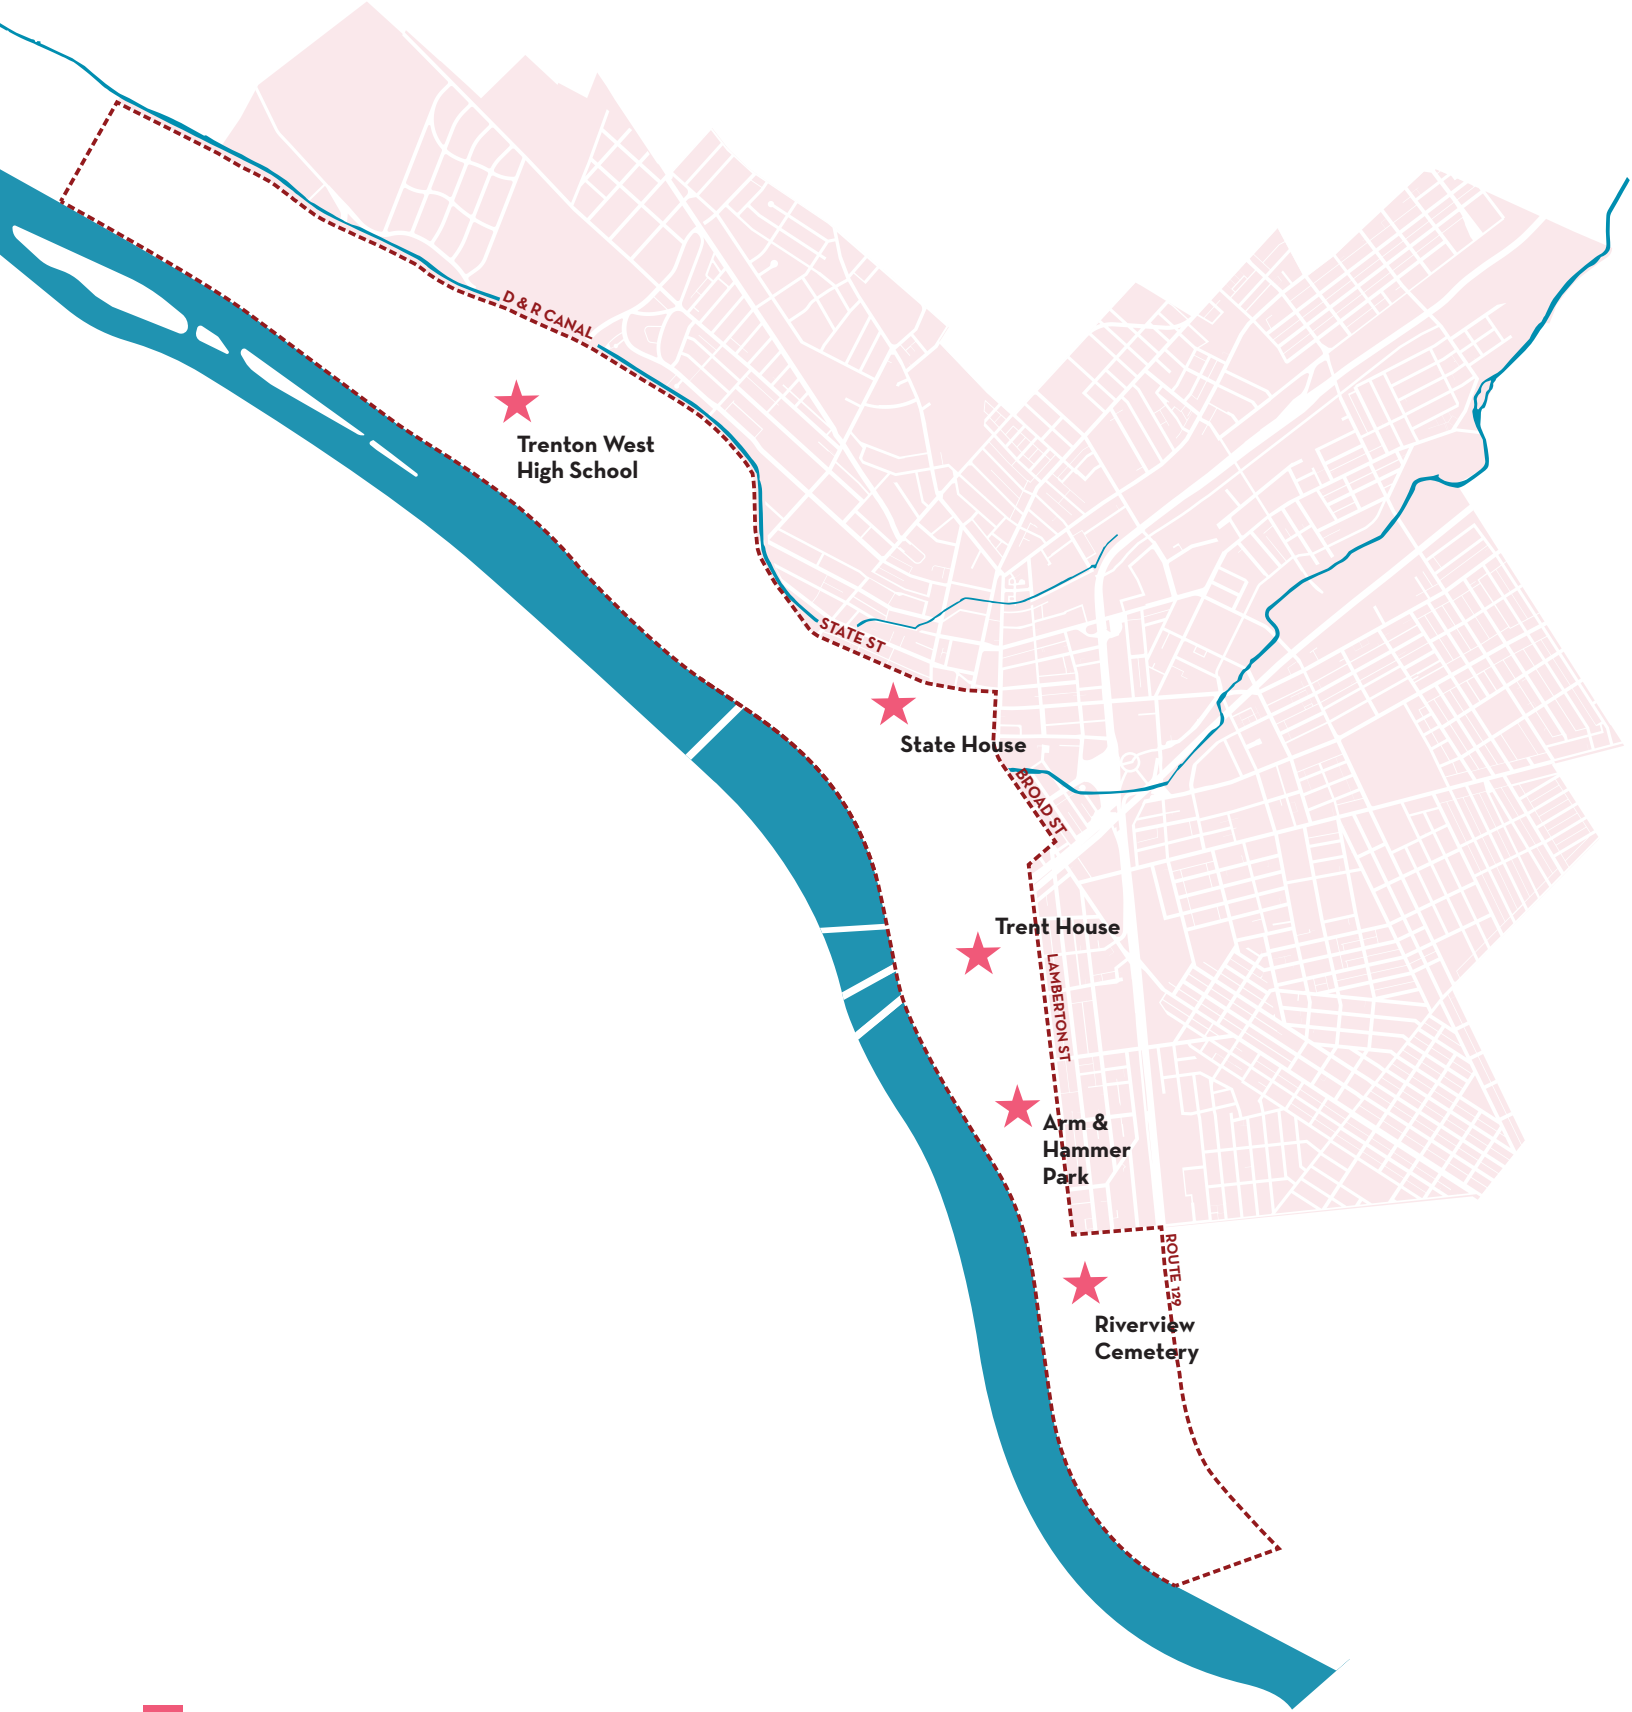 D & R CANAL
Trenton West
High School
STATE ST
State House
BROAD ST
Trent House
LAMBERTON ST
Arm &
Hammer
Park
ROUTE 129
Riverview
Cemetery